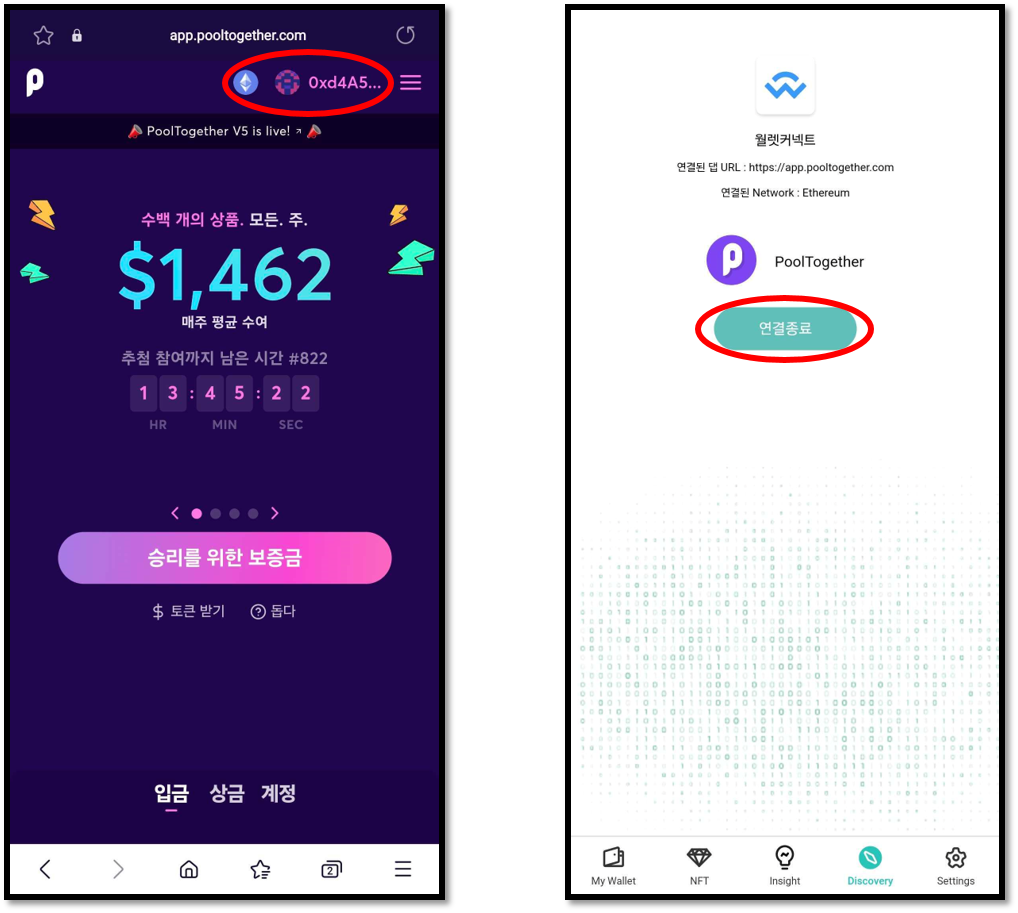 app.pooltogether.com
0xd4A5...
PoolTogether V5 is live!
수백 개의 상품. 모든. 주.
$1,462
매주 평균 수여
추첨 참여까지 남은 시간 #822
1 3 : 4 5 : 2 2
HR MIN SEC
승리를 위한 보증금
$ 토큰 받기 ? 돕다
입금 상금 계정
2
월렛커넥트
연결된 댑 URL : https://app.pooltogether.com
연결된 Network : Ethereum
PoolTogether
연결종료
My Wallet NFT Insight Discovery Settings